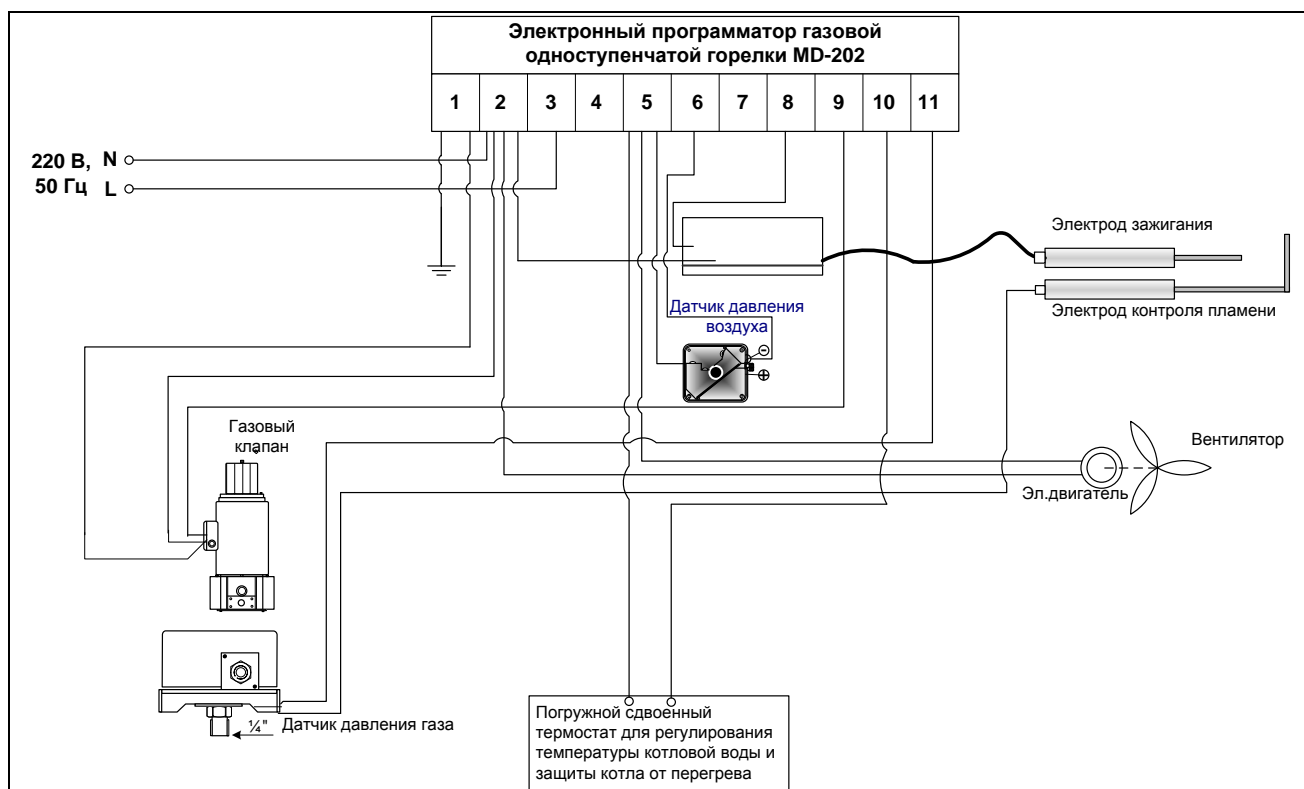 Электронный программатор газовой
одноступенчатой горелки MD-202
1 2 3 4 5 6 7 8 9 10 11
220 В, N
50 Гц L
Электрод зажигания
Электрод контроля пламени
Датчик давления
воздуха
Газовый
клапан
Вентилятор
Эл.двигатель
¼"
Датчик давления газа
Погружной сдвоенный
термостат для регулирования
температуры котловой воды и
защиты котла от перегрева